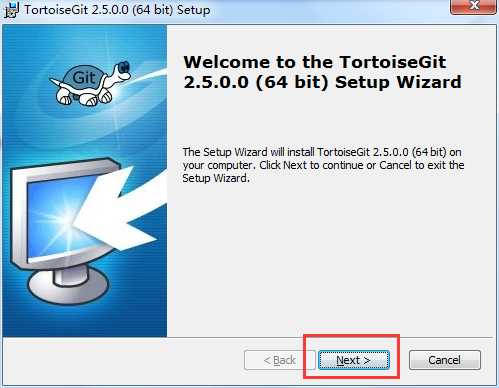 TortoiseGit 2.5.0.0 (64 bit) Setup
Git
Welcome to the TortoiseGit
2.5.0.0 (64 bit) Setup Wizard
The Setup Wizard will install TortoiseGit 2.5.0.0 (64 bit) on
your computer. Click Next to continue or Cancel to exit the
Setup Wizard.
< Back
Next >
Cancel